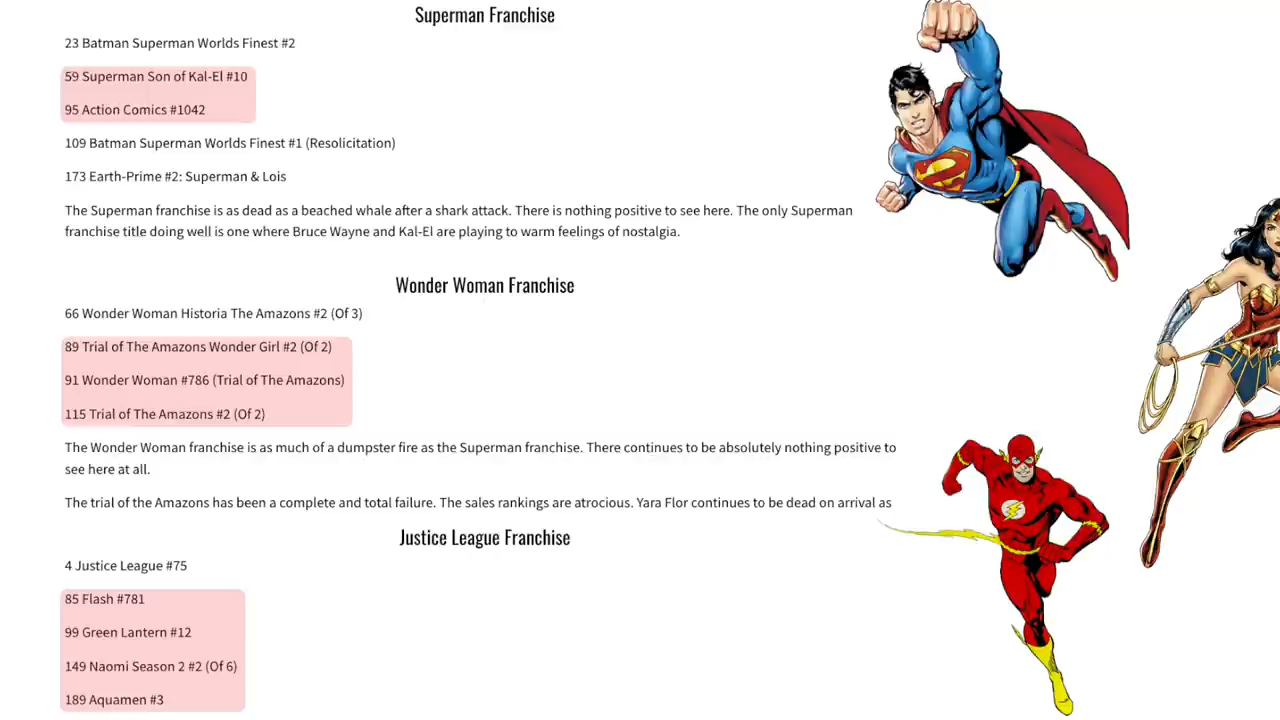 Superman Franchise
23 Batman Superman Worlds Finest #2
59 Superman Son of Kal-El #10
95 Action Comics #1042
109 Batman Superman Worlds Finest #1 (Resolicitation)
173 Earth-Prime #2: Superman & Lois
The Superman franchise is as dead as a beached whale after a shark attack. There is nothing positive to see here. The only Superman
franchise title doing well is one where Bruce Wayne and Kal-El are playing to warm feelings of nostalgia.
Wonder Woman Franchise
66 Wonder Woman Historia The Amazons #2 (Of 3)
89 Trial of The Amazons Wonder Girl #2 (Of 2)
91 Wonder Woman #786 (Trial of The Amazons)
115 Trial of The Amazons #2 (Of 2)
The Wonder Woman franchise is as much of a dumpster fire as the Superman franchise. There continues to be absolutely nothing positive to
see here at all.
The trial of the Amazons has been a complete and total failure. The sales rankings are atrocious. Yara Flor continues to be dead on arrival as
Justice League Franchise
4 Justice League #75
85 Flash #781
99 Green Lantern #12
149 Naomi Season 2 #2 (Of 6)
189 Aquamen #3